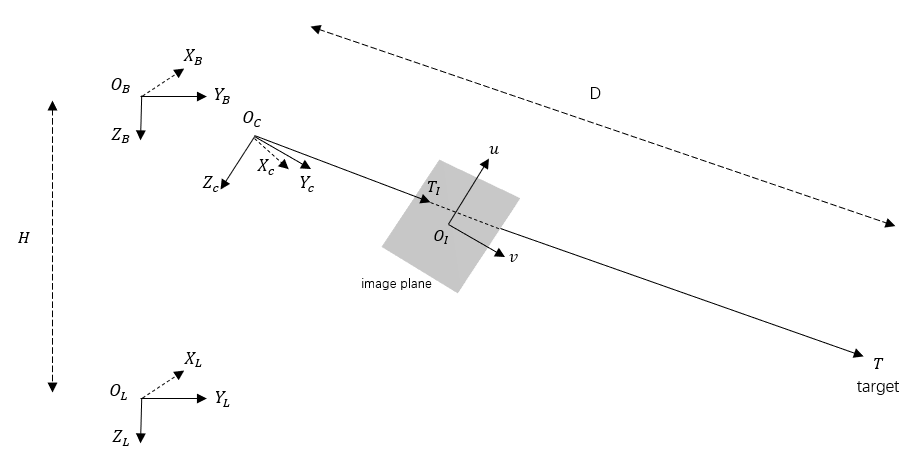 X_B
O_B
Y_B
D
Z_B
O_C
u
X_c
Z_c
Y_c
T_I
H
O_I
v
image plane
X_L
T
O_L
Y_L
target
Z_L